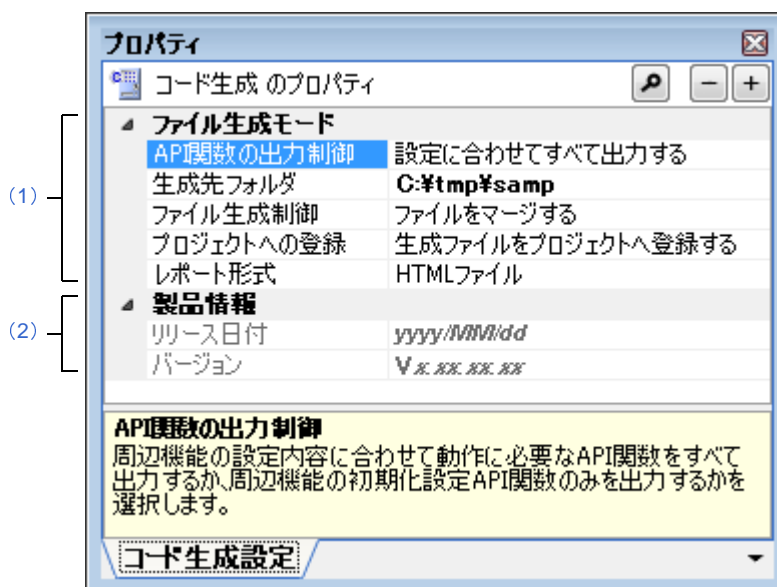 プロパティ
コード生成 のプロパティ
(1)
ファイル生成モード
API関数の出力制御 設定に合わせてすべて出力する
生成先フォルダ C:¥tmp¥samp
ファイル生成制御 ファイルをマージする
プロジェクトへの登録 生成ファイルをプロジェクトへ登録する
レポート形式 HTMLファイル
(2)
製品情報
リリース日付 yyyy/MM/dd
バージョン Vx.xx.xx.xx
API関数の出力制御
周辺機能の設定内容に合わせて動作に必要なAPI関数をすべて
出力するか、周辺機能の初期化設定API関数のみを出力するかを
選択します。
コード生成設定